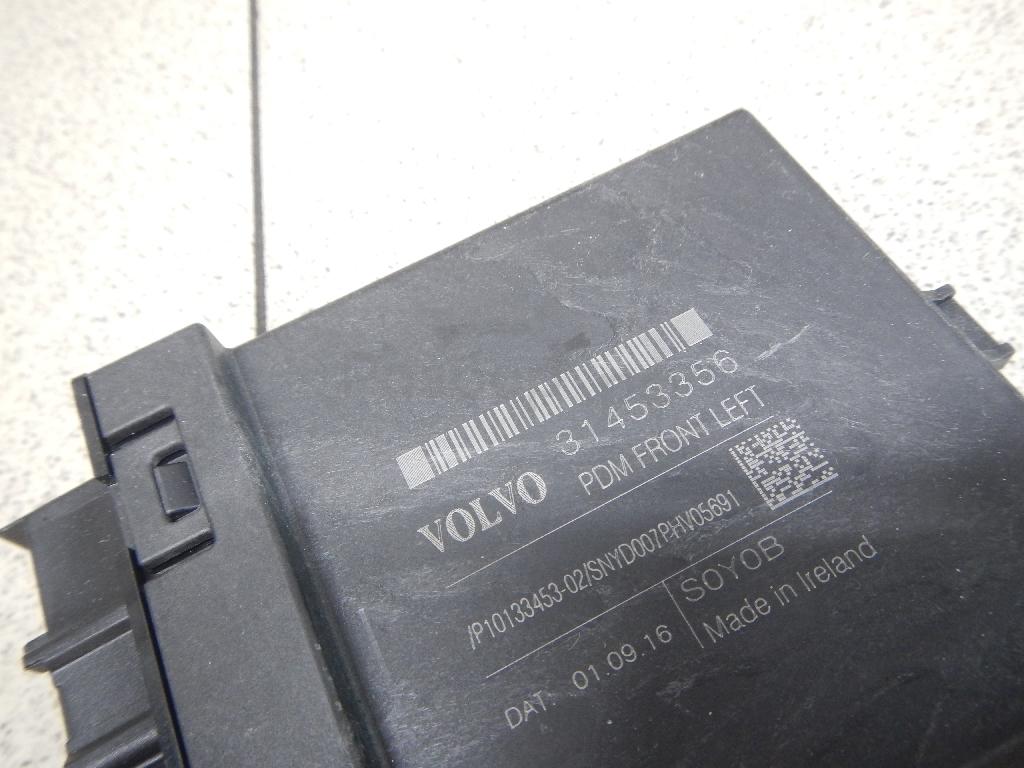 31453356
VOLVO PDM FRONT LEFT
/P10133453-02/SNYD007PHV05691
SOYOB
DAT: 01.09.16 Made in Ireland